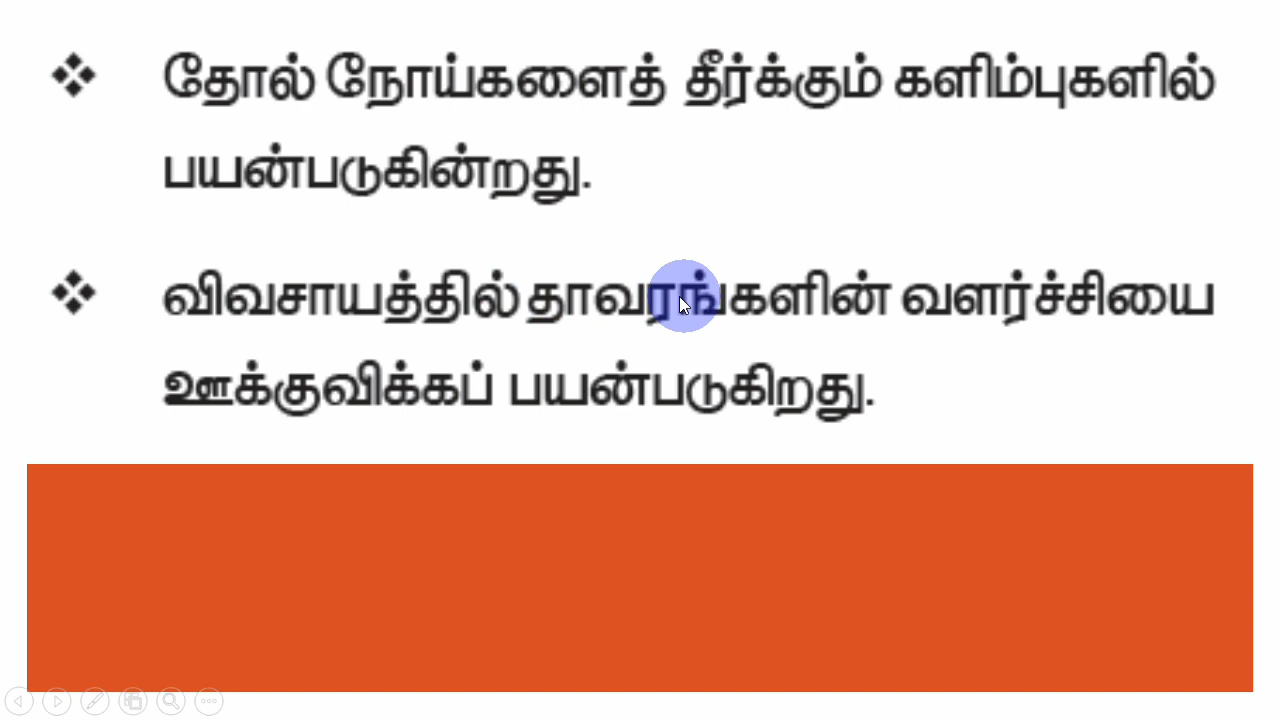 ❖ தோல் நோய்களைத் தீர்க்கும் களிம்புகளில்
பயன்படுகின்றது.
❖ விவசாயத்தில் தாவரங்களின் வளர்ச்சியை
ஊக்குவிக்கப் பயன்படுகிறது.